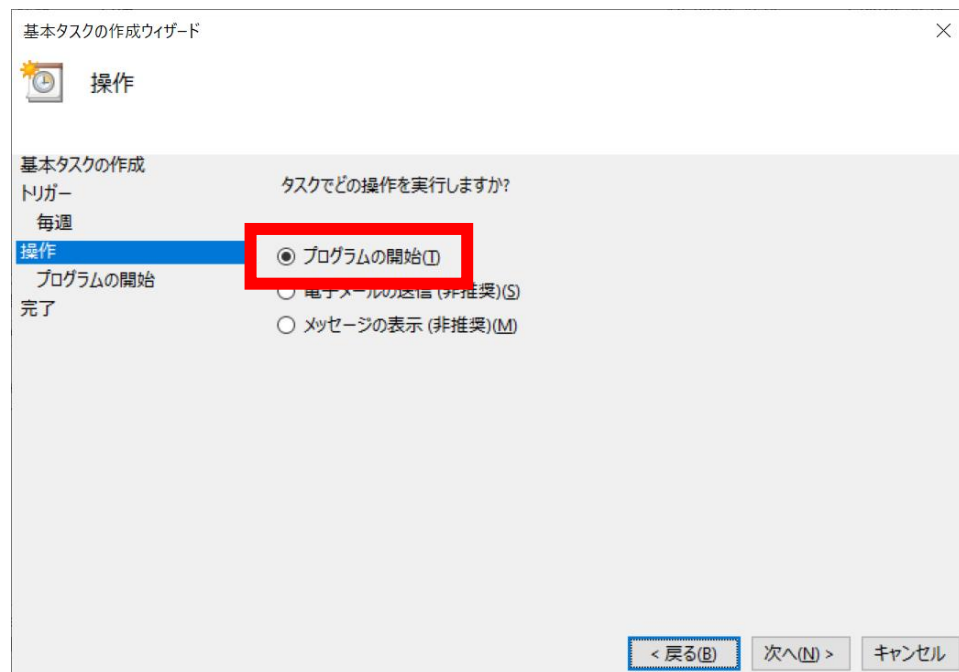 基本タスクの作成ウィザード
操作
基本タスクの作成
トリガー
毎週
操作
プログラムの開始
完了
タスクでどの操作を実行しますか?
プログラムの開始(T)
電子メールの送信 (非推奨)(S)
メッセージの表示 (非推奨)(M)
< 戻る(B)
次へ(N) >
キャンセル